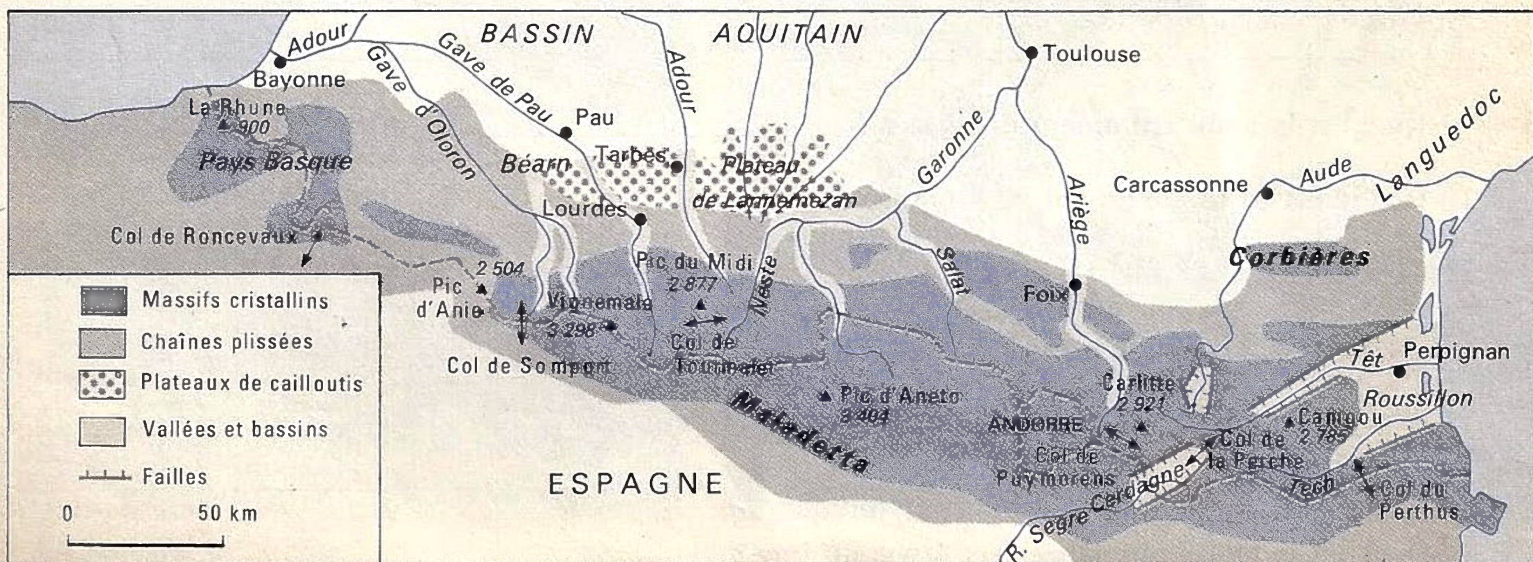 BASSIN AQUITAIN
Adour
Bayonne
Gave d'Oloron
Gave de Pau
Pau
Adour
Toulouse
La Rhune
900
Pays Basque
Béarn
Tarbes
Plateau
de Lannemezan
Garonne
Ariège
Carcassonne
Aude
Languedoc
Lourdes
Col de Roncevaux
Corbières
2 504
Pic
d'Anie
Pic du Midi
2 877
Neste
Salat
Foix
Vignemale
3 298
Col de Somport
Col de
Tourmalet
Têt
Perpignan
Roussillon
Pic d'Aneto
3 404
Maladetta
Carlitte
2 921
ANDORRE
Col de
Puymorens
Canigou
2 785
Col de
la Perche
Cerdagne
R. Segre
Tech
Col du
Perthus
ESPAGNE
Massifs cristallins
Chaînes plissées
Plateaux de cailloutis
Vallées et bassins
Failles
0 50 km